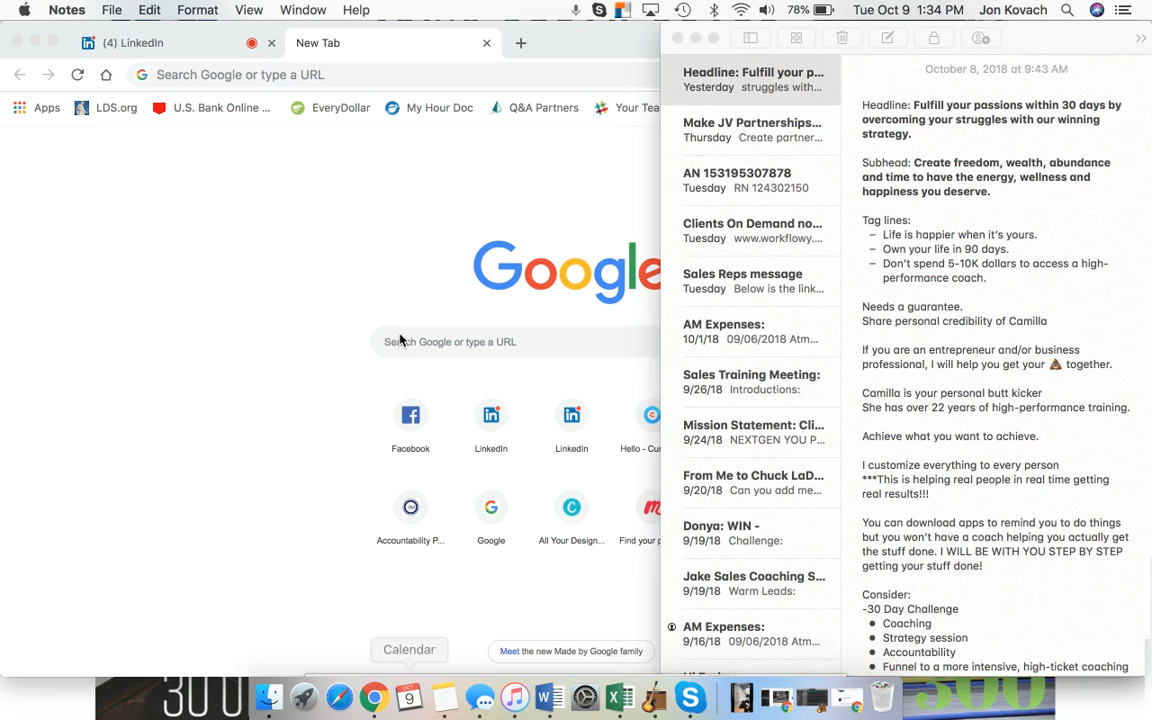 Notes File Edit Format View Window Help 78% Tue Oct 9 1:34 PM Jon Kovach
(4) LinkedIn New Tab
Search Google or type a URL
Apps LDS.org U.S. Bank Online ... EveryDollar My Hour Doc Q&A Partners Your Tea
Google
Search Google or type a URL
Facebook LinkedIn LinkedIn Hello - Cus
Accountability P... Google All Your Design... Find your p
Calendar
Meet the new Made by Google family
Headline: Fulfill your p...
Yesterday struggles with...
Make JV Partnerships...
Thursday Create partner...
AN 153195307878
Tuesday RN 124302150
Clients On Demand no...
Tuesday www.workflowy....
Sales Reps message
Tuesday Below is the link...
AM Expenses:
10/1/18 09/06/2018 Atm...
Sales Training Meeting:
9/26/18 Introductions:
Mission Statement: Cli...
9/24/18 NEXTGEN YOU P...
From Me to Chuck LaD...
9/20/18 Can you add me...
Donya: WIN -
9/19/18 Challenge:
Jake Sales Coaching S...
9/19/18 Warm Leads:
AM Expenses:
9/16/18 09/06/2018 Atm...
October 8, 2018 at 9:43 AM
Headline: Fulfill your passions within 30 days by
overcoming your struggles with our winning
strategy.
Subhead: Create freedom, wealth, abundance
and time to have the energy, wellness and
happiness you deserve.
Tag lines:
– Life is happier when it's yours.
– Own your life in 90 days.
– Don't spend 5-10K dollars to access a high-
performance coach.
Needs a guarantee.
Share personal credibility of Camilla
If you are an entrepreneur and/or business
professional, I will help you get your 💩 together.
Camilla is your personal butt kicker
She has over 22 years of high-performance training.
Achieve what you want to achieve.
I customize everything to every person
***This is helping real people in real time getting
real results!!!
You can download apps to remind you to do things
but you won't have a coach helping you actually get
the stuff done. I WILL BE WITH YOU STEP BY STEP
getting your stuff done!
Consider:
-30 Day Challenge
• Coaching
• Strategy session
• Accountability
• Funnel to a more intensive, high-ticket coaching
OCT
9
300
300